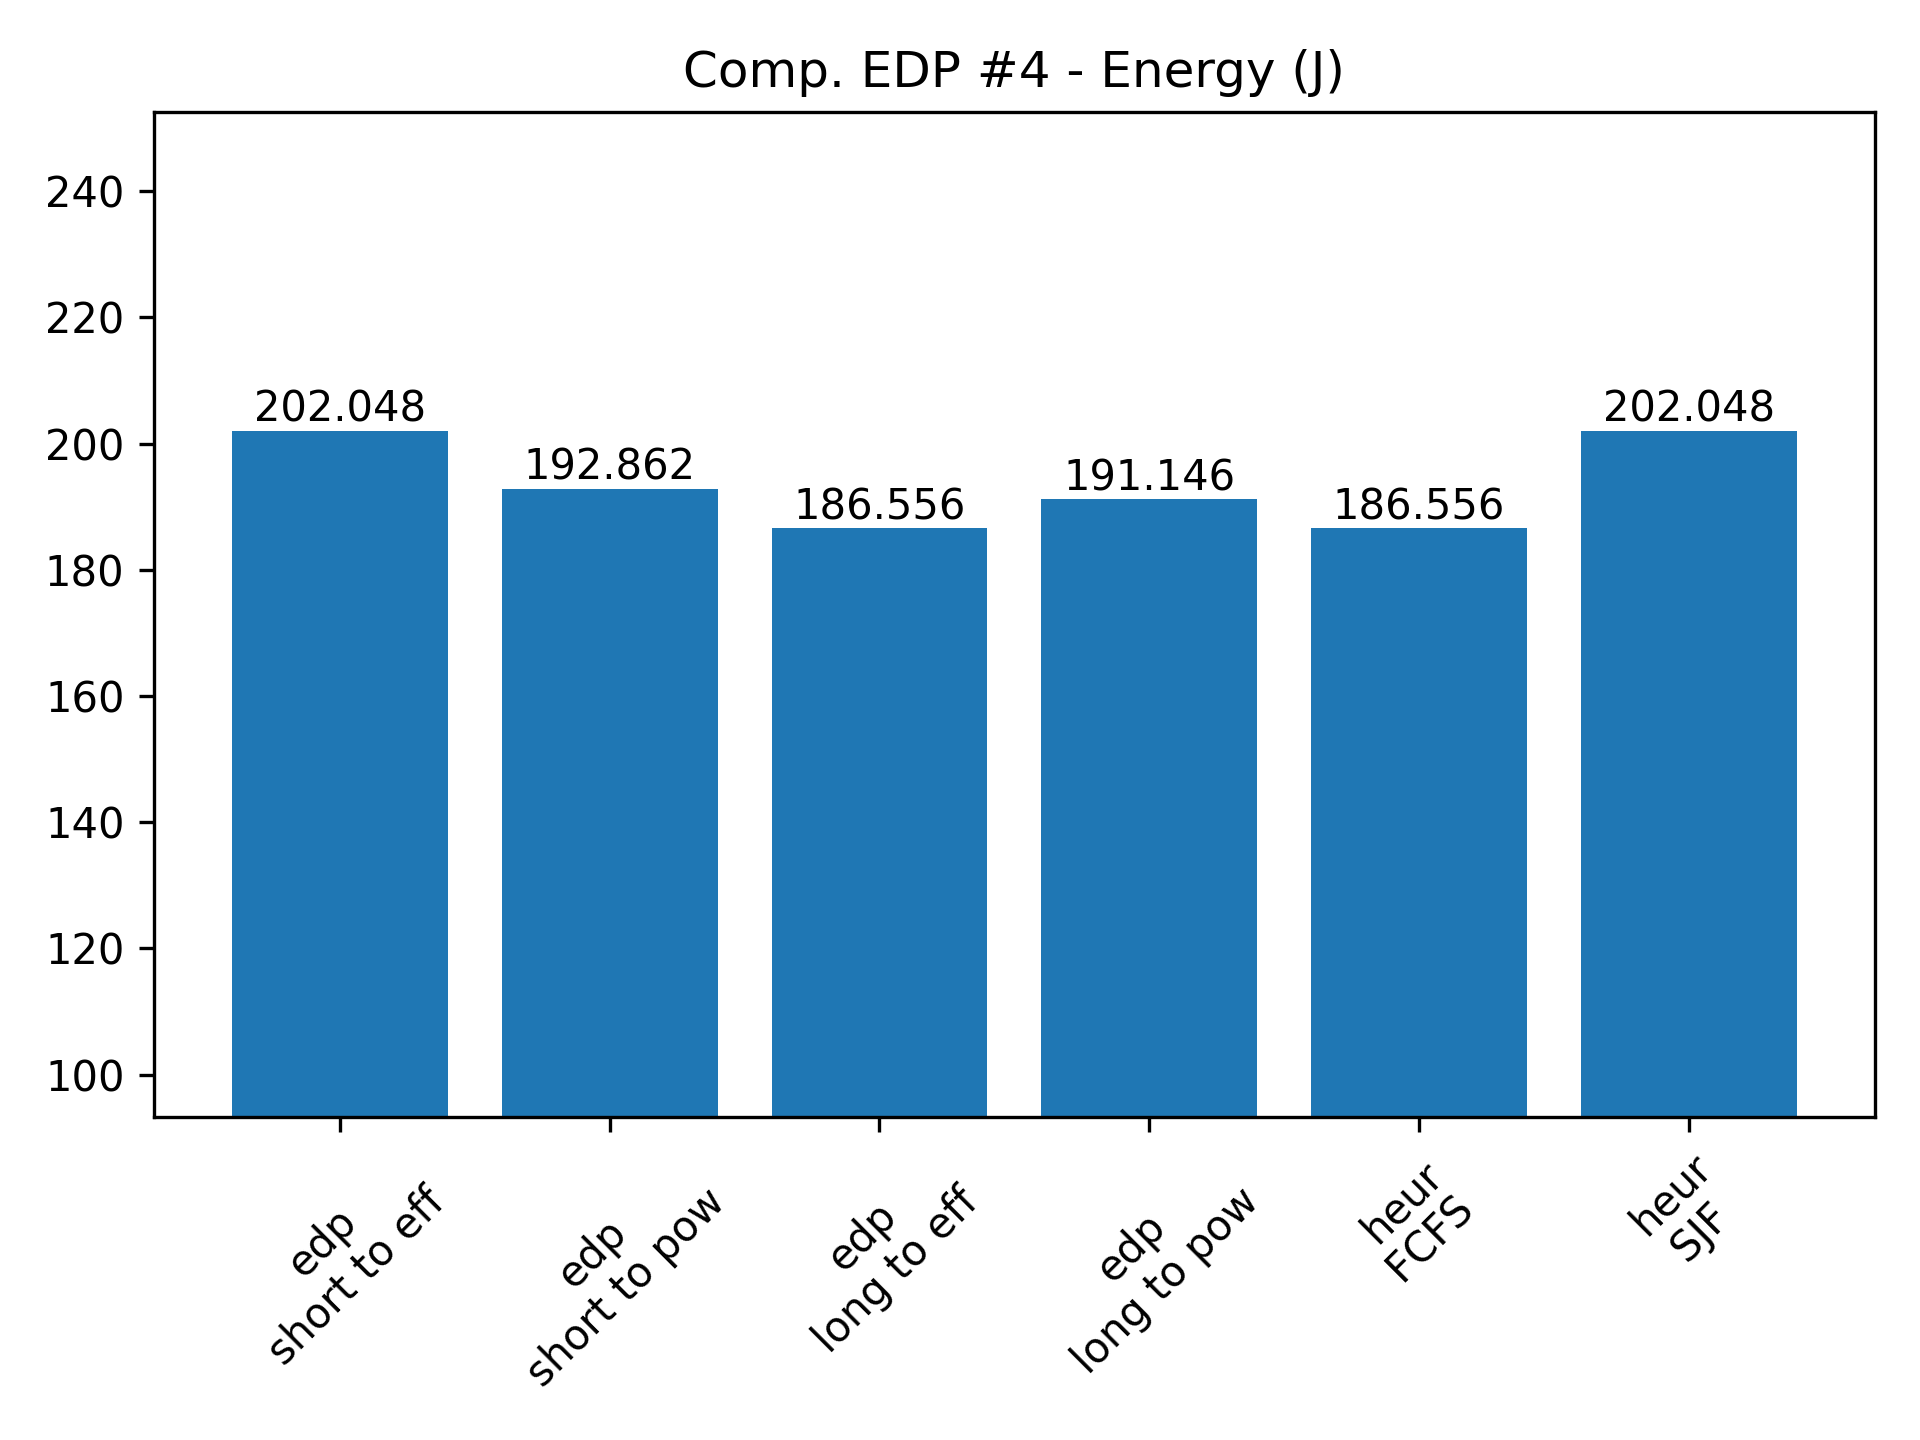 Comp. EDP #4 - Energy (J)
240
220
200
180
160
140
120
100
202.048
192.862
186.556
191.146
186.556
202.048
edp
short to eff
edp
short to pow
edp
long to eff
edp
long to pow
heur
FCFS
heur
SJF